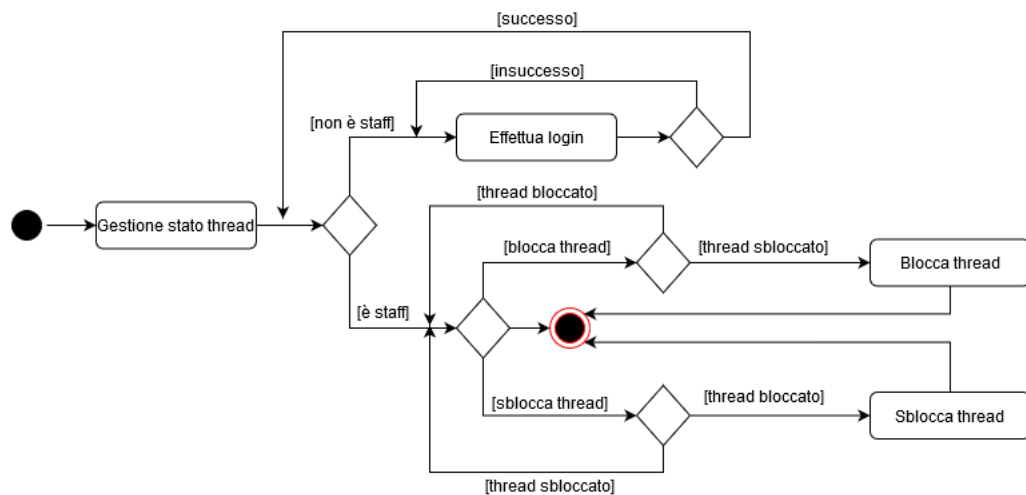 [successo]
[insuccesso]
[non è staff]
Effettua login
[thread bloccato]
Gestione stato thread
[blocca thread]
[thread sbloccato]
Blocca thread
[è staff]
[sblocca thread]
[thread bloccato]
Sblocca thread
[thread sbloccato]